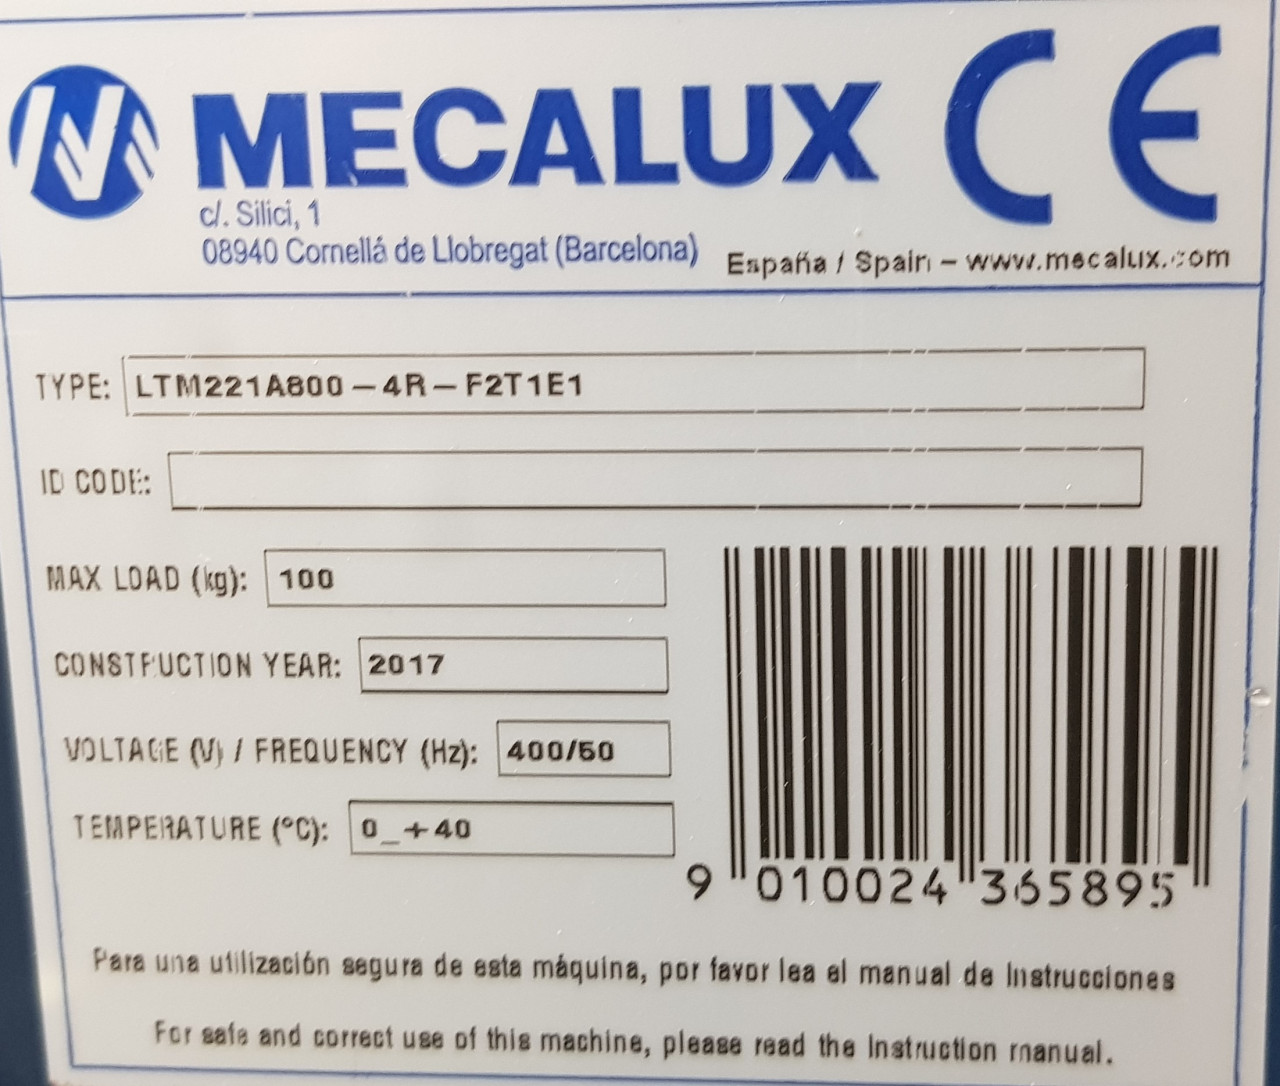 MECALUX CE
c/. Silici, 1
08940 Cornellá de Llobregat (Barcelona) España / Spain – www.mecalux.com
TYPE: LTM221A800-4R-F2T1E1
ID CODE:
MAX LOAD (kg): 100
CONSTRUCTION YEAR: 2017
VOLTAGE (V) / FREQUENCY (Hz): 400/50
TEMPERATURE (°C): 0_+40
9 010024 365895
Para una utilización segura de esta máquina, por favor lea el manual de Instrucciones
For safe and correct use of this machine, please read the Instruction manual.